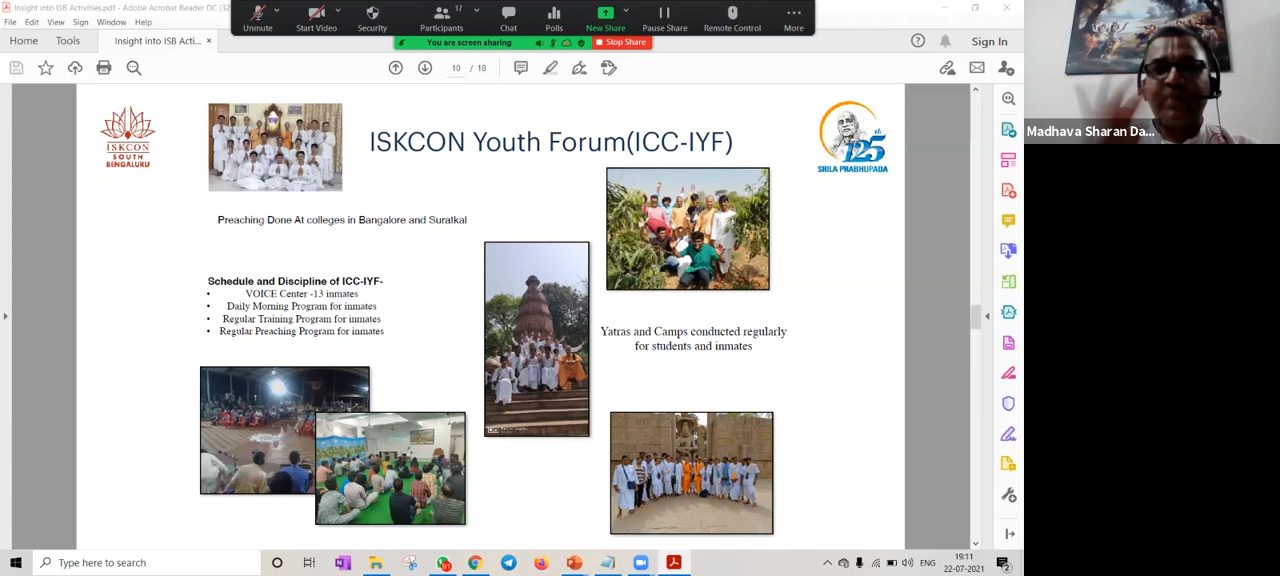 Insight into ISB Activities.pdf - Adobe Acrobat Reader DC (32
File Edit View Sign Window Help
Unmute
Start Video
Security
Participants
17
Chat
Polls
New Share
Pause Share
Remote Control
More
You are screen sharing
Stop Share
Home
Tools
Insight into ISB Acti...
×
Sign In
10 / 18
ISKCON
SOUTH
BENGALURU
ISKCON Youth Forum(ICC-IYF)
125
SRILA PRABHUPADA
Madhava Sharan Da...
Preaching Done At colleges in Bangalore and Suratkal
Schedule and Discipline of ICC-IYF-
• VOICE Center -13 inmates
• Daily Morning Program for inmates
• Regular Training Program for inmates
• Regular Preaching Program for inmates
Yatras and Camps conducted regularly
for students and inmates
Type here to search
ENG
19:11
22-07-2021
2